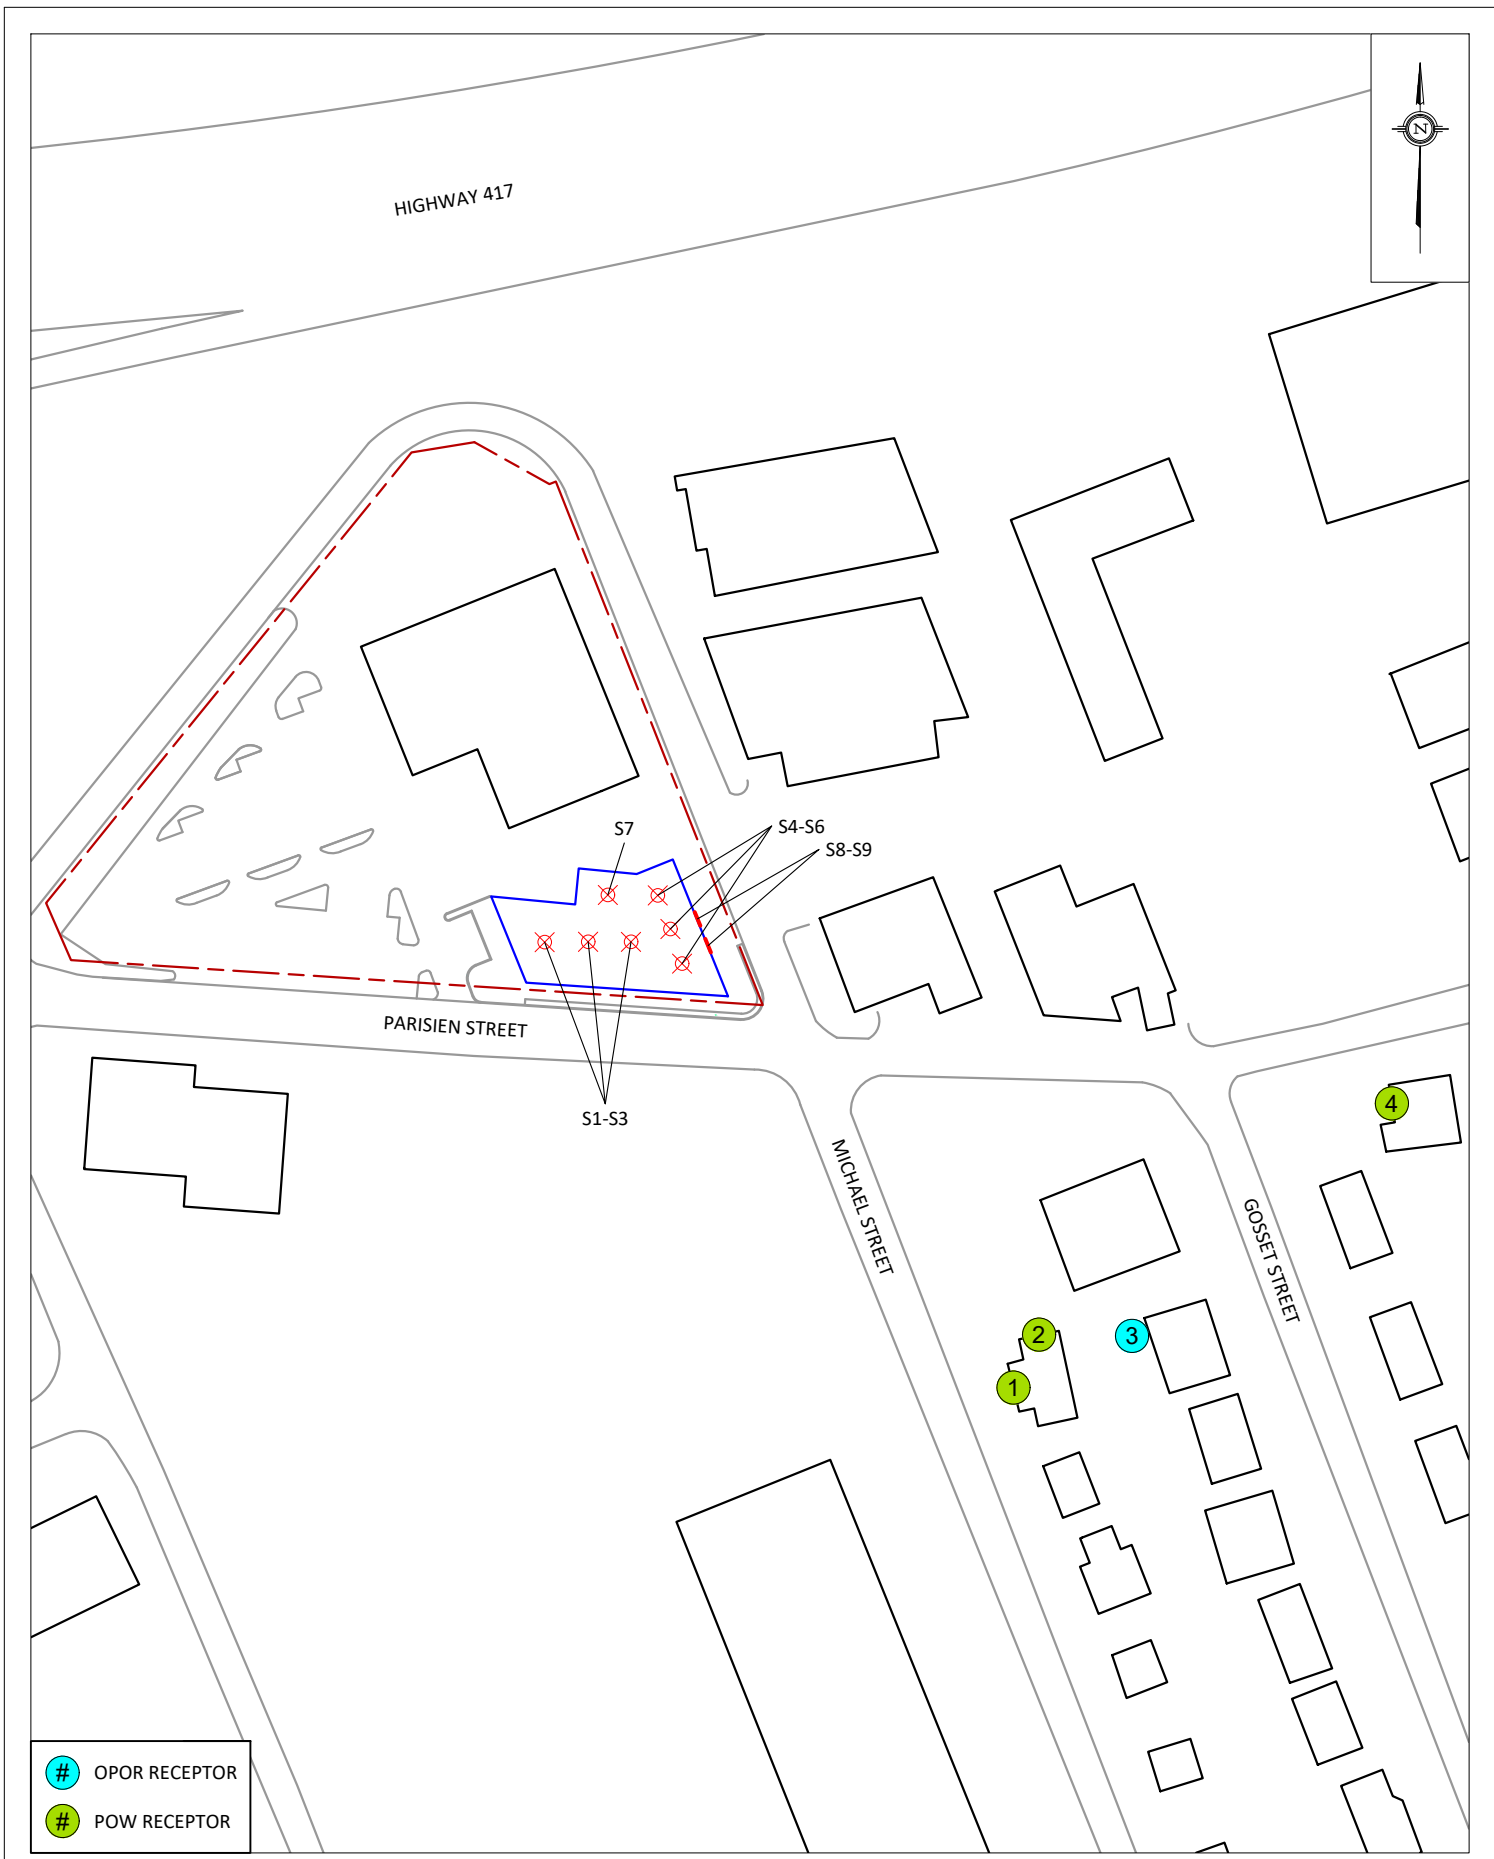 N
HIGHWAY 417
S7
S4-S6
S8-S9
PARISIEN STREET
S1-S3
4
MICHAEL STREET
GOSSET STREET
2
3
1
# OPOR RECEPTOR
# POW RECEPTOR